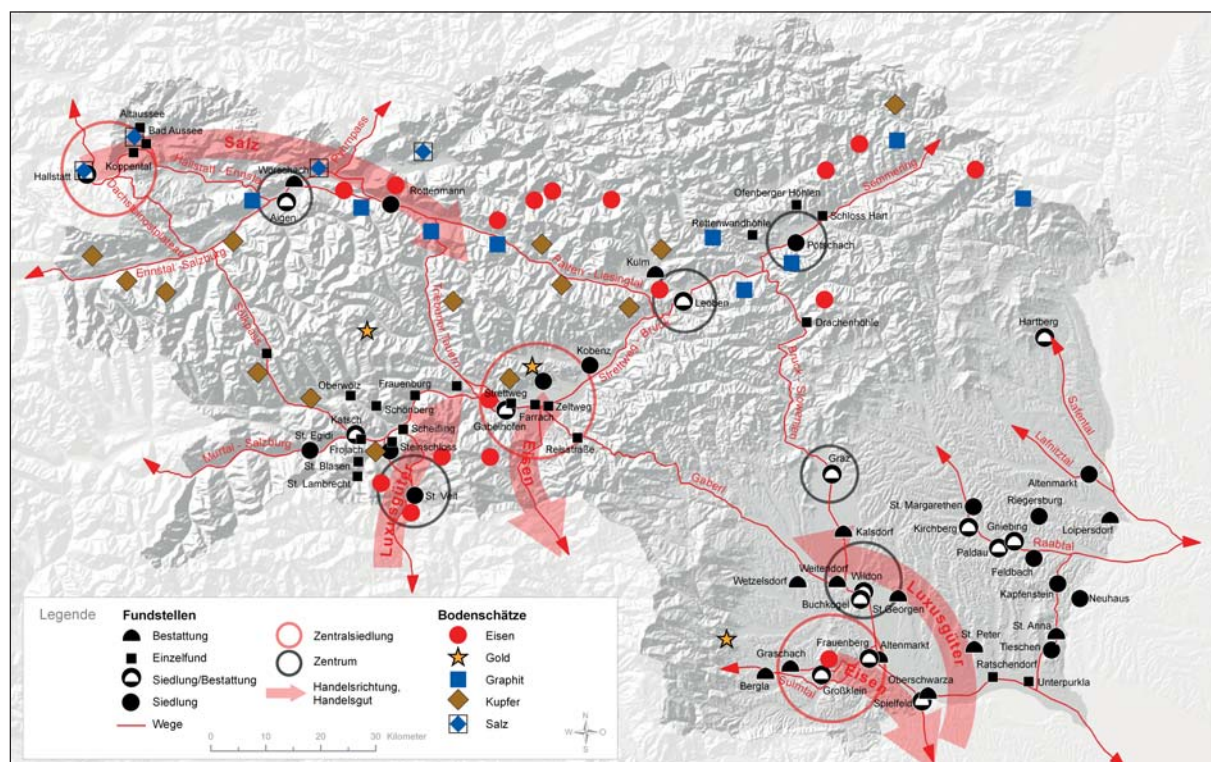 Altaussee
Bad Aussee
Koppental
Hallstatt
Salz
Hallstatt - Ennstal
Dachsteinplateau
Wörschach
Aigen
Rottenmann
Ennstal - Salzburg
Sölkpass
Palten - Liesingtal
Kulm
Leoben
Ofenberger Höhlen
Semmering
Rettenwandhöhle
Schloss Hart
Pötschach
Drachenhöhle
Hartberg
Strettweg - Bruck
Kobenz
Oberwölz
Frauenburg
Schönberg
Strettweg
Zeltweg
Farrach
Gabelhofen
Katsch
Scheifling
St. Egidi
Frojach
Steinschloss
Reisstraße
Murtal - Salzburg
St. Blasen
St. Lambrecht
St. Veit
Luxusgüter
Eisen
Gaberl
Graz
Safental
Lafnitztal
Altenmarkt
St. Margarethen
Riegersburg
Kirchberg
Gniebing
Loipersdorf
Kalsdorf
Paldau
Raabtal
Feldbach
Weitendorf
Wetzelsdorf
Wildon
Kapfenstein
Neuhaus
Buchkogel
St.Georgen
Luxusgüter
St. Anna
St. Peter
Tieschen
Frauenberg
Altenmarkt
Graschach
Eisen
Ratschendorf
Bergla
Sulmtal
Großklein
Oberschwarza
Unterpurkla
Spielfeld
Legende
Fundstellen
Bestattung
Einzelfund
Siedlung/Bestattung
Siedlung
Wege
Zentralsiedlung
Zentrum
Handelsrichtung,
Handelsgut
Bodenschätze
Eisen
Gold
Graphit
Kupfer
Salz
0 10 20 30 Kilometer
N
W O
S